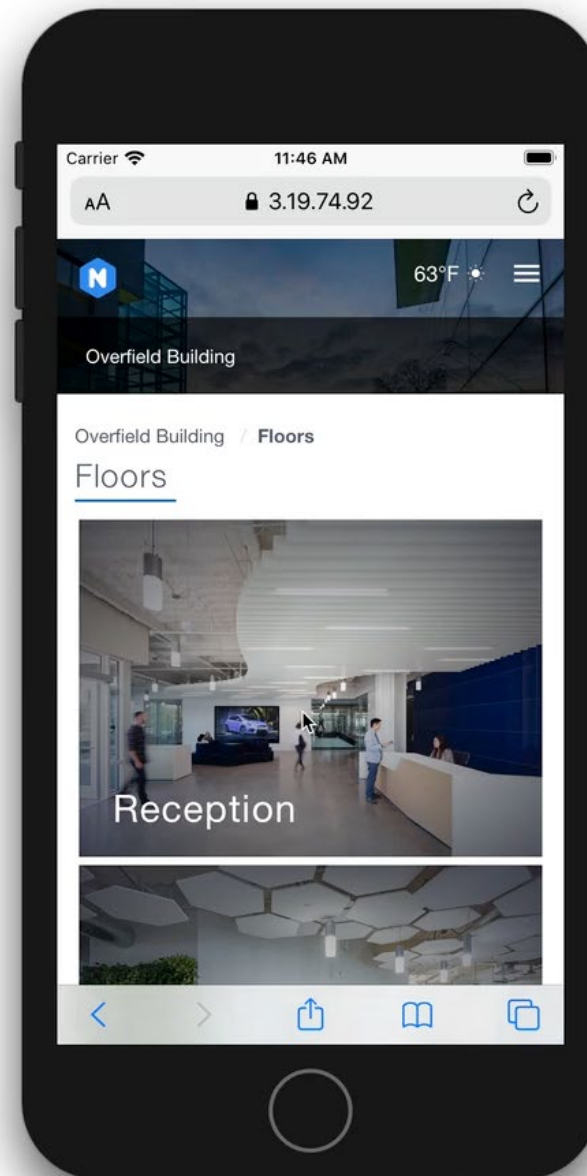 Carrier 11:46 AM
AA 3.19.74.92
N 63°F
Overfield Building
Overfield Building / Floors
Floors
Reception